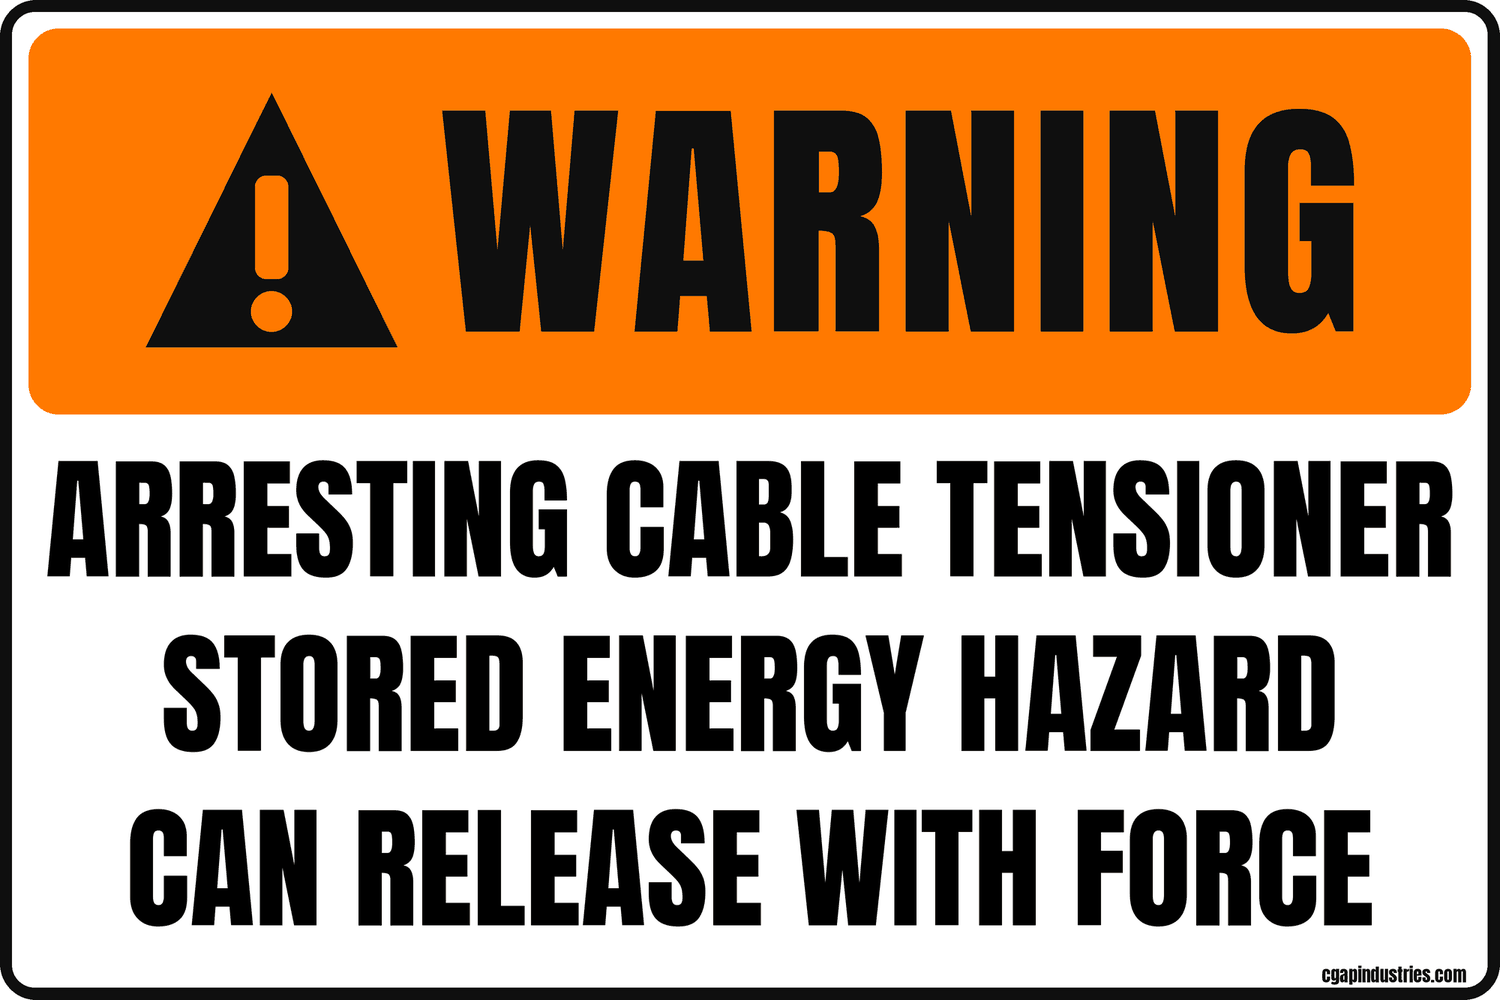 WARNING
ARRESTING CABLE TENSIONER
STORED ENERGY HAZARD
CAN RELEASE WITH FORCE
cgapindustries.com